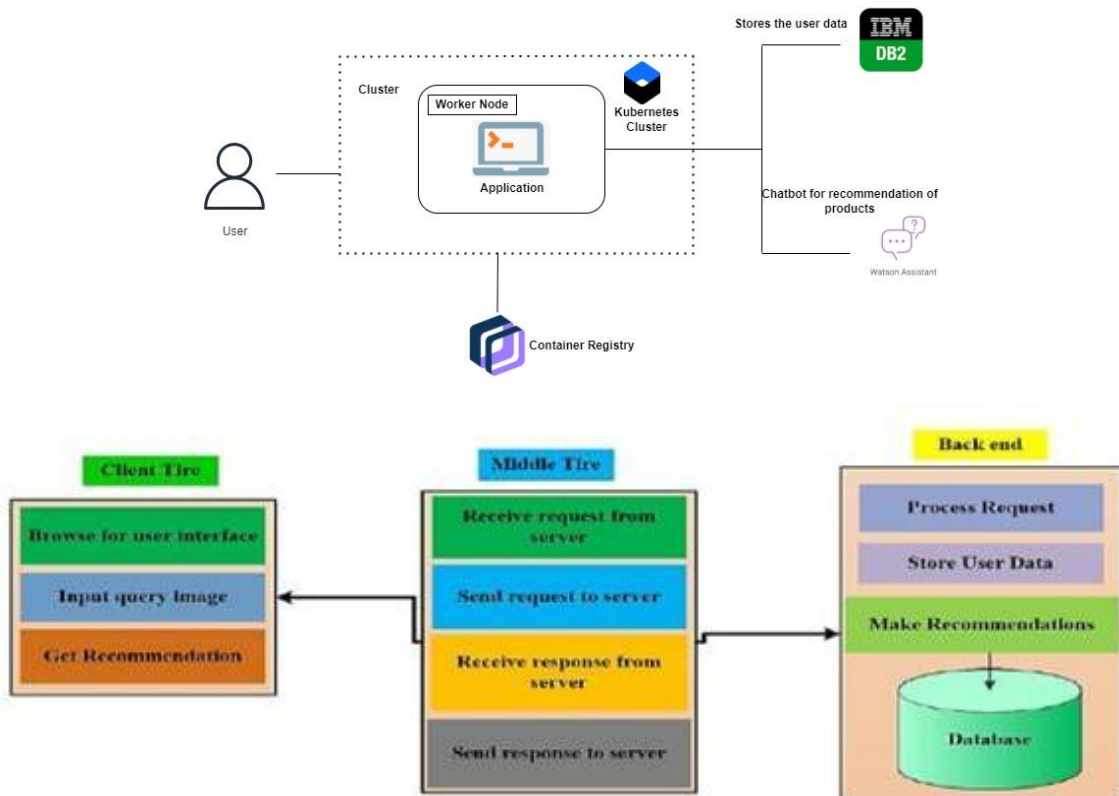 Stores the user data
IBM
DB2
Cluster
Worker Node
Kubernetes
Cluster
Application
User
Chatbot for recommendation of
products
Watson Assistant
Container Registry
Client Tire
Browse for user interface
Input query image
Get Recommendation
Middle Tire
Receive request from
server
Send request to server
Receive response from
server
Send response to server
Back end
Process Request
Store User Data
Make Recommendations
Database